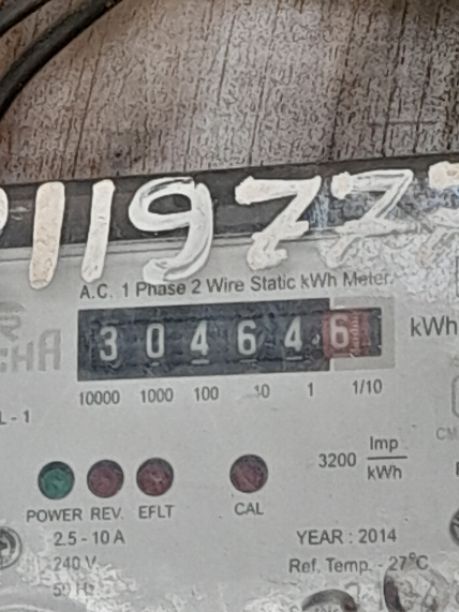 119777
A.C. 1 Phase 2 Wire Static kWh Meter.
3 0 4 6 4 .6 kWh
10000 1000 100 10 1 1/10
3200 Imp/kWh
POWER REV. EFLT CAL
2.5 - 10 A YEAR : 2014
240 V Ref. Temp. - 27°C
50 Hz